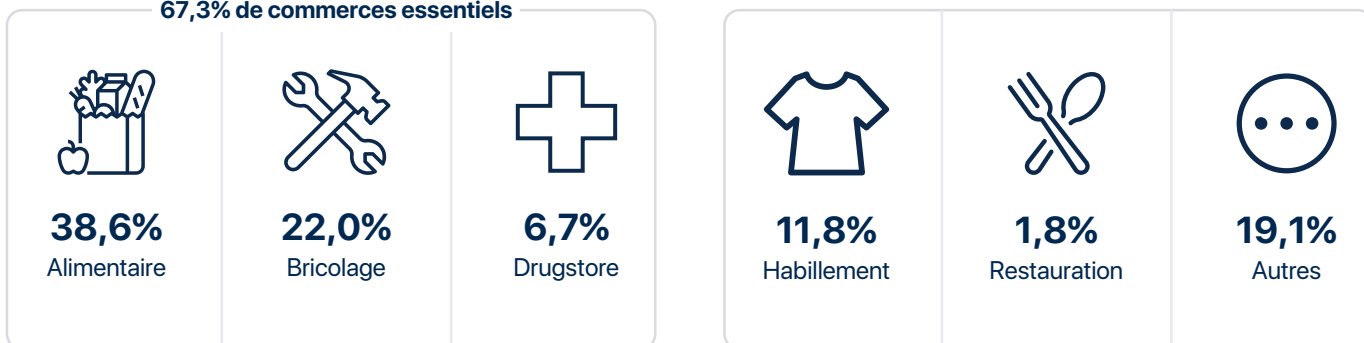 67,3% de commerces essentiels
38,6%
Alimentaire
22,0%
Bricolage
6,7%
Drugstore
11,8%
Habillement
1,8%
Restauration
19,1%
Autres